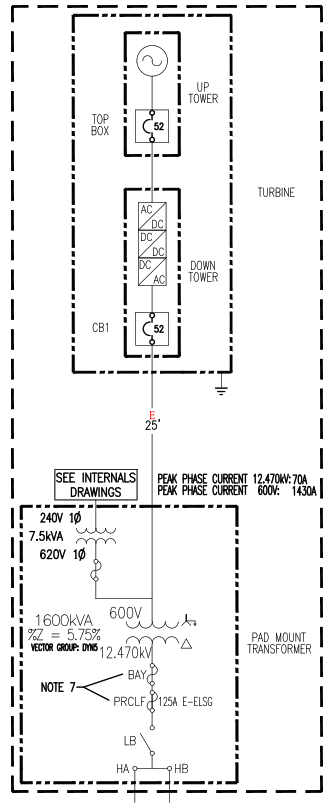 UP
TOWER
TOP
BOX
52
TURBINE
AC
DC
DC
DC
DC
AC
DOWN
TOWER
CB1
52
E
25'
SEE INTERNALS
DRAWINGS
PEAK PHASE CURRENT 12.470kV: 70A
PEAK PHASE CURRENT 600V: 1430A
240V 1Ø
7.5kVA
620V 1Ø
600V
1600kVA
%Z = 5.75%
VECTOR GROUP: DYN5
12.470kV
PAD MOUNT
TRANSFORMER
BAY
NOTE 7
PRCLF
125A E-ELSG
LB
HA
HB